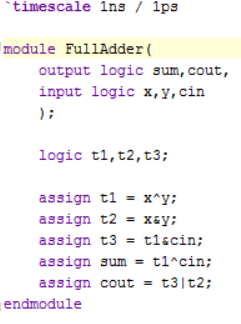 `timescale 1ns / 1ps
module FullAdder(
output logic sum,cout,
input logic x,y,cin
);
logic t1,t2,t3;
assign t1 = x^y;
assign t2 = x&y;
assign t3 = t1&cin;
assign sum = t1^cin;
assign cout = t3|t2;
endmodule